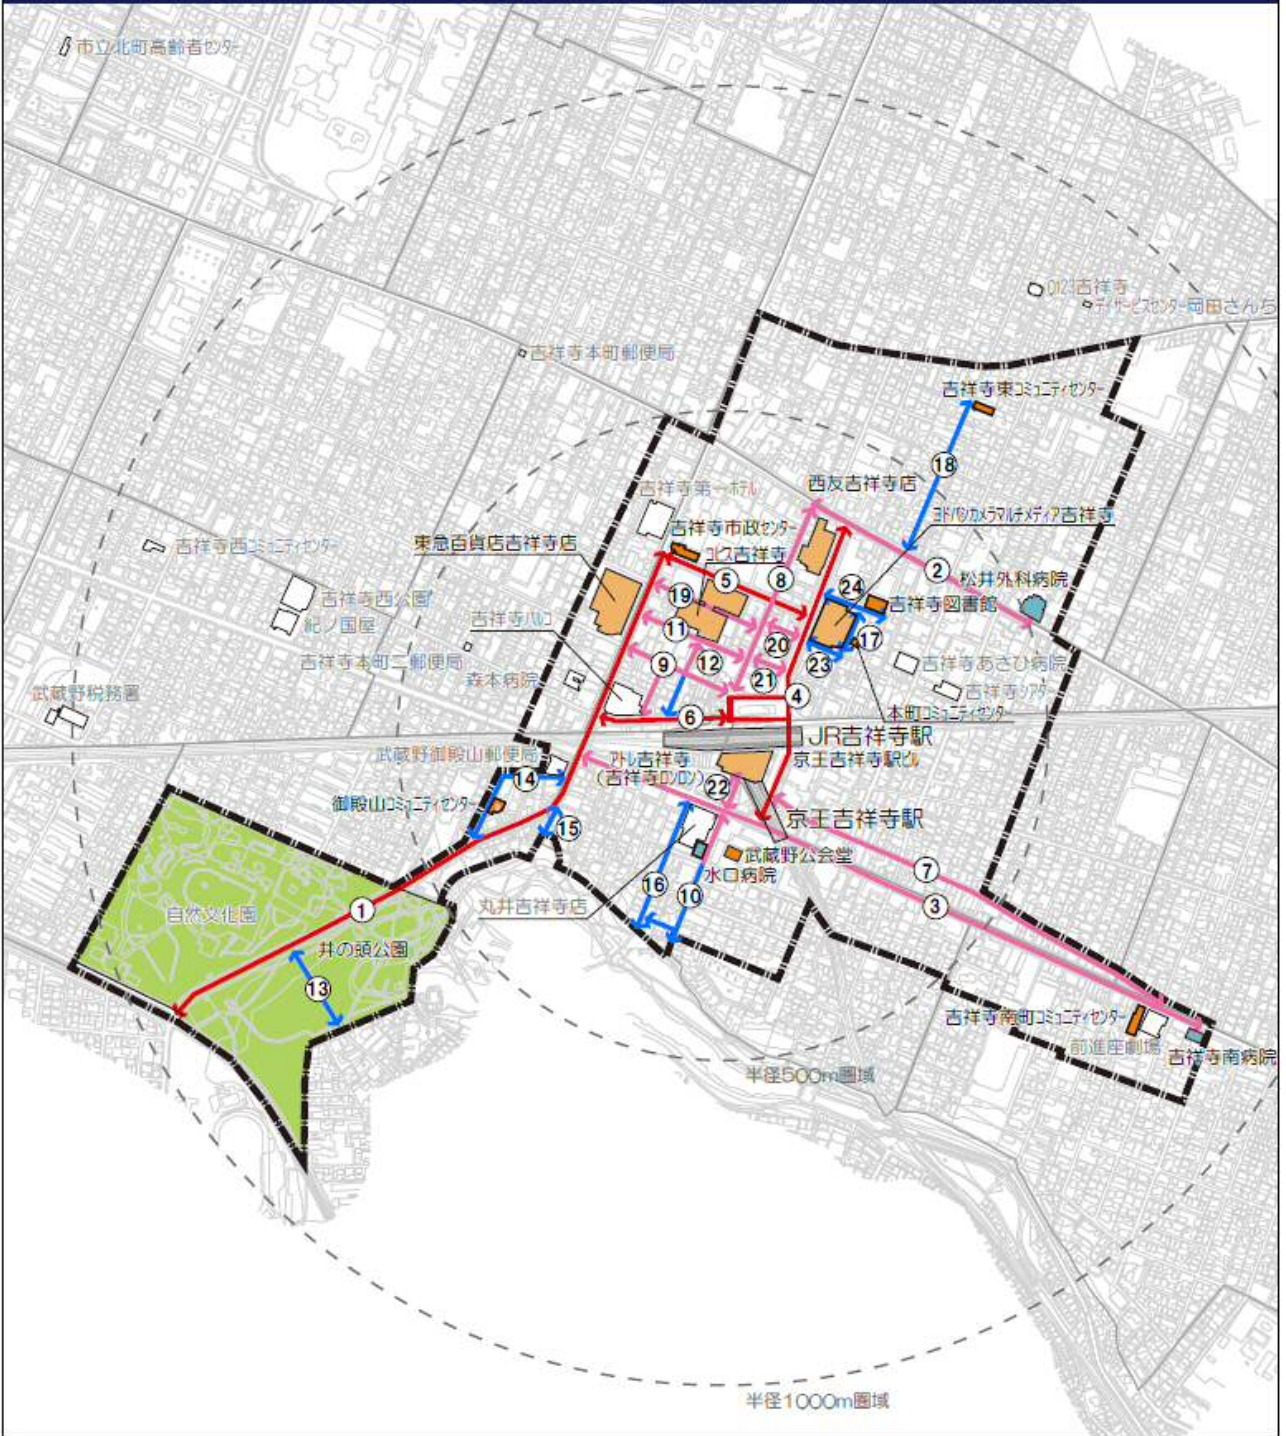 市立北町高齢者センター
0123吉祥寺
デイサービスセンター岡田さんち
吉祥寺本町郵便局
吉祥寺東コミュニティセンター
18
西友吉祥寺店
吉祥寺第一ホテル
ヨドバシカメラマルチメディア吉祥寺
吉祥寺市政センター
東急百貨店吉祥寺店
吉祥寺西コミュニティセンター
コピス吉祥寺
5
8
2
松井外科病院
24
19
吉祥寺図書館
吉祥寺西公園
紀ノ国屋
吉祥寺パルコ
11
20
17
吉祥寺本町二郵便局
9
12
23
吉祥寺あさひ病院
森本病院
21
4
吉祥寺シアター
武蔵野税務署
6
本町コミュニティセンター
JR吉祥寺駅
武蔵野御殿山郵便局
アトレ吉祥寺
(吉祥寺ロンロン)
京王吉祥寺駅ビル
14
22
御殿山コミュニティセンター
15
京王吉祥寺駅
武蔵野公会堂
水口病院
7
16
10
丸井吉祥寺店
3
自然文化園
1
井の頭公園
13
吉祥寺南町コミュニティセンター
前進座劇場
吉祥寺南病院
半径500m圏域
半径1000m圏域